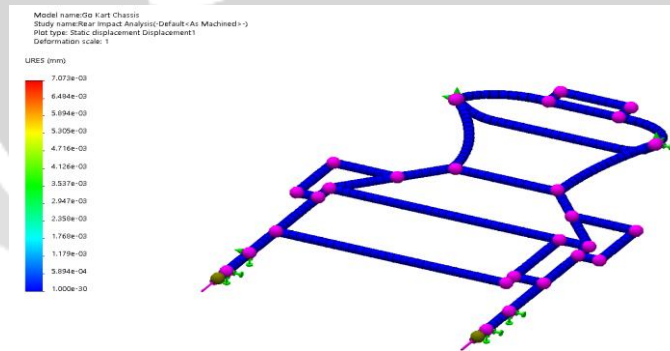 Model name:Go Kart Chassis
Study name:Rear Impact Analysis(-Default<As Machined>-)
Plot type: Static displacement Displacement1
Deformation scale: 1
URES (mm)
7.073e-03
6.484e-03
5.894e-03
5.305e-03
4.716e-03
4.126e-03
3.537e-03
2.947e-03
2.358e-03
1.768e-03
1.179e-03
5.894e-04
1.000e-30